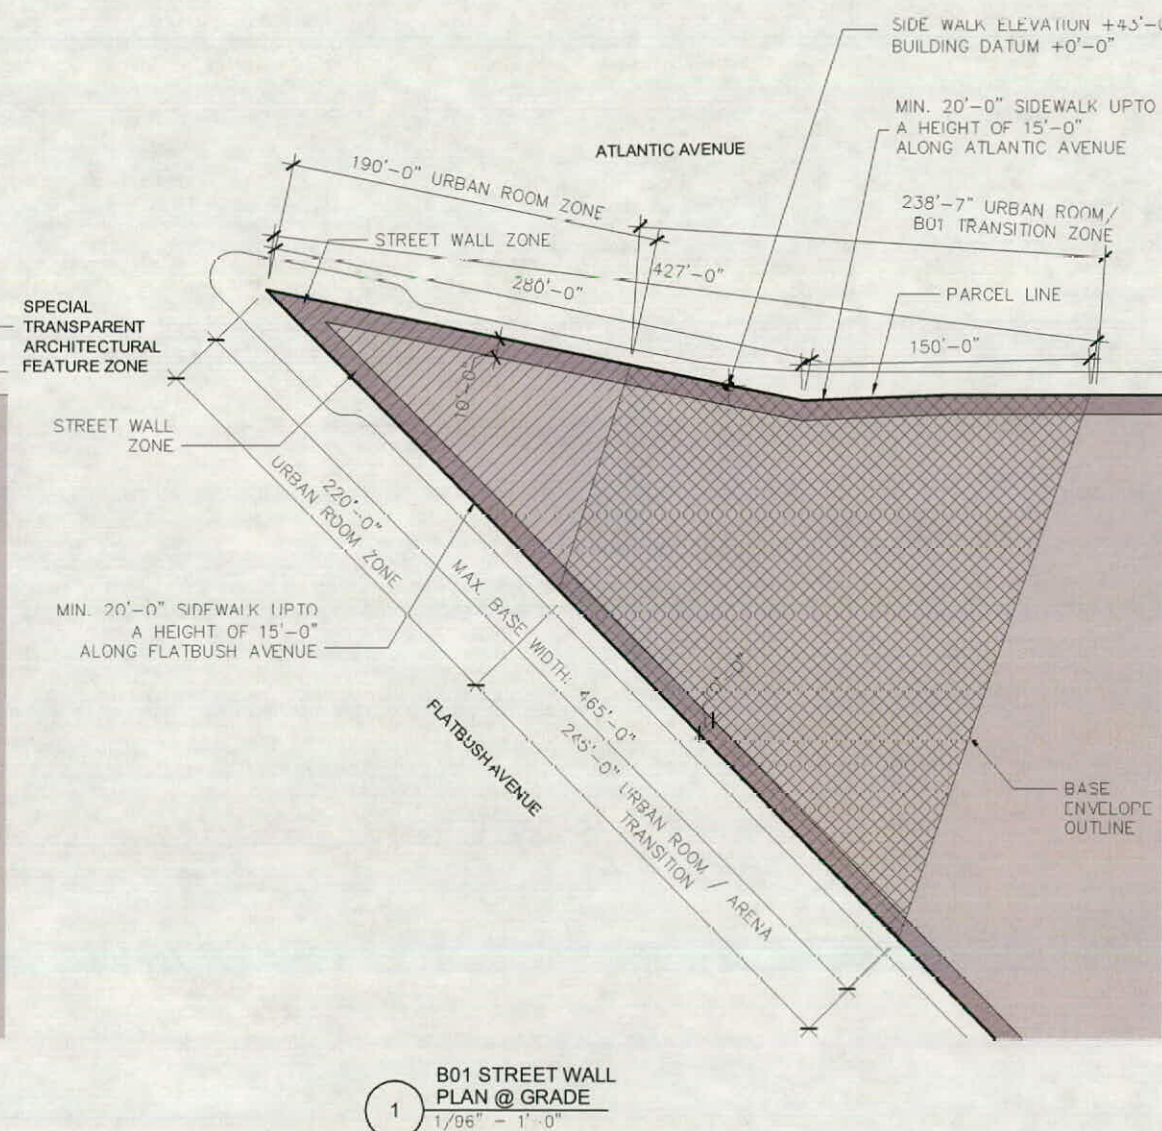 SIDE WALK ELEVATION +43'-0
BUILDING DATUM +0'-0"
MIN. 20'-0" SIDEWALK UPTO
A HEIGHT OF 15'-0"
ALONG ATLANTIC AVENUE
ATLANTIC AVENUE
190'-0" URBAN ROOM ZONE
238'-7" URBAN ROOM/
B01 TRANSITION ZONE
STREET WALL ZONE
427'-0"
280'-0"
PARCEL LINE
150'-0"
SPECIAL
TRANSPARENT
ARCHITECTURAL
FEATURE ZONE
STREET WALL
ZONE
10'-0"
220'-0"
URBAN ROOM ZONE
MIN. 20'-0" SIDEWALK UPTO
A HEIGHT OF 15'-0"
ALONG FLATBUSH AVENUE
MAX. BASE WIDTH: 465'-0"
245'-0" URBAN ROOM / ARENA
TRANSITION
FLATBUSH AVENUE
BASE
ENVELOPE
OUTLINE
1
B01 STREET WALL
PLAN @ GRADE
1/96" - 1'-0"